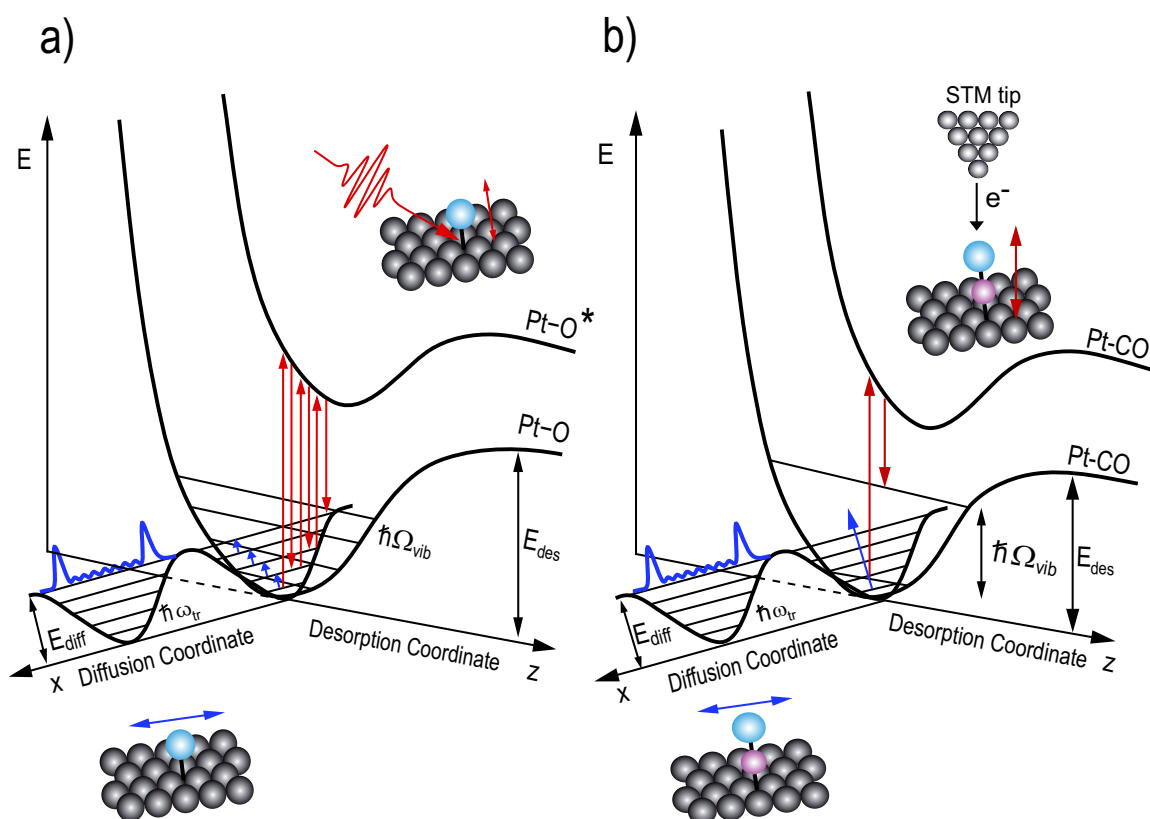 a)
E
Pt−O*
Pt−O
ħΩvib
Edes
ħωtr
Ediff
x
Diffusion Coordinate
Desorption Coordinate
z
b)
STM tip
e-
E
Pt-CO
Pt-CO
ħΩvib
Edes
ħωtr
Ediff
x
Diffusion Coordinate
Desorption Coordinate
z